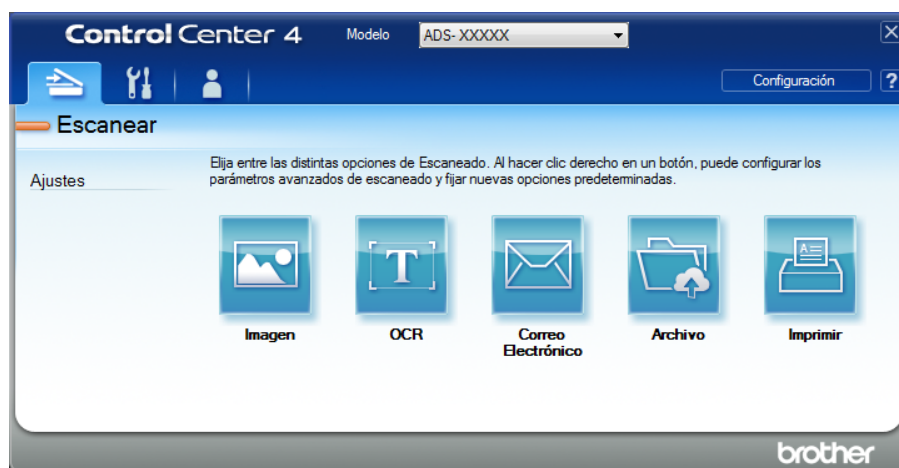 Control Center 4
Modelo
ADS- XXXXX
Configuración
?
Escanear
Ajustes
Elija entre las distintas opciones de Escaneado. Al hacer clic derecho en un botón, puede configurar los
parámetros avanzados de escaneado y fijar nuevas opciones predeterminadas.
T
A
Imagen
OCR
Correo
Electrónico
Archivo
Imprimir
brother